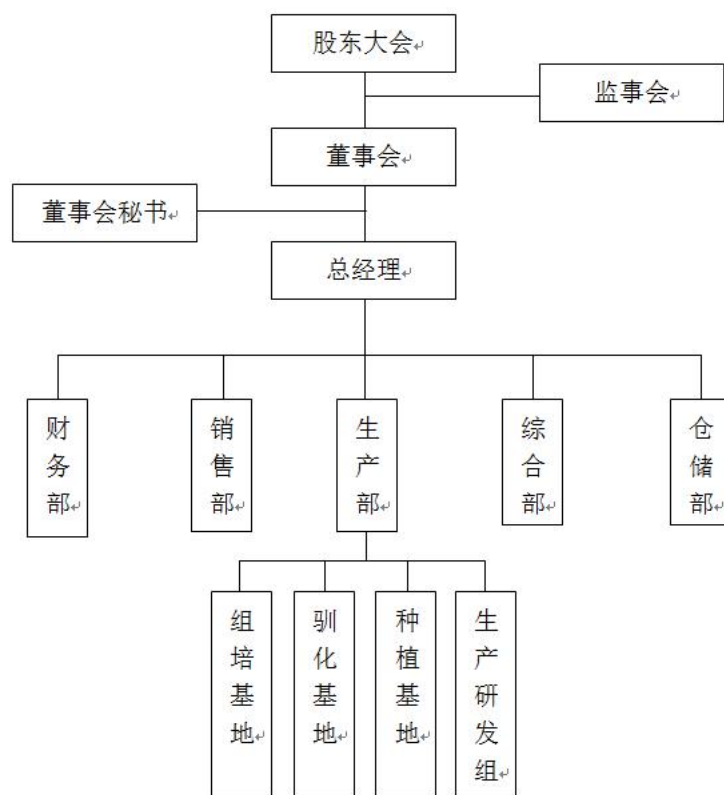 股东大会
监事会
董事会
董事会秘书
总经理
财务部
销售部
生产部
综合部
仓储部
组培基地
驯化基地
种植基地
生产研发组